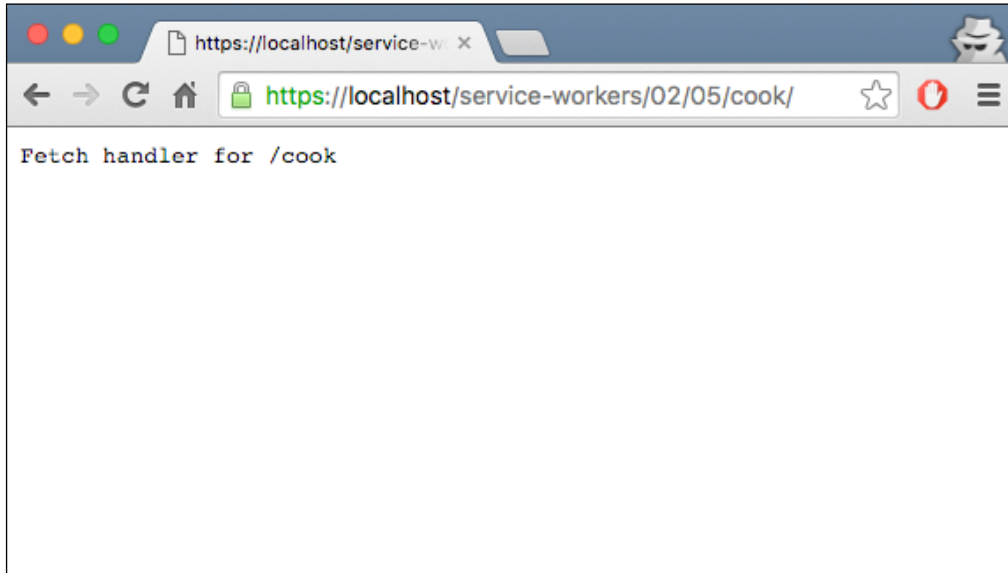 https://localhost/service-w
https://localhost/service-workers/02/05/cook/
Fetch handler for /cook